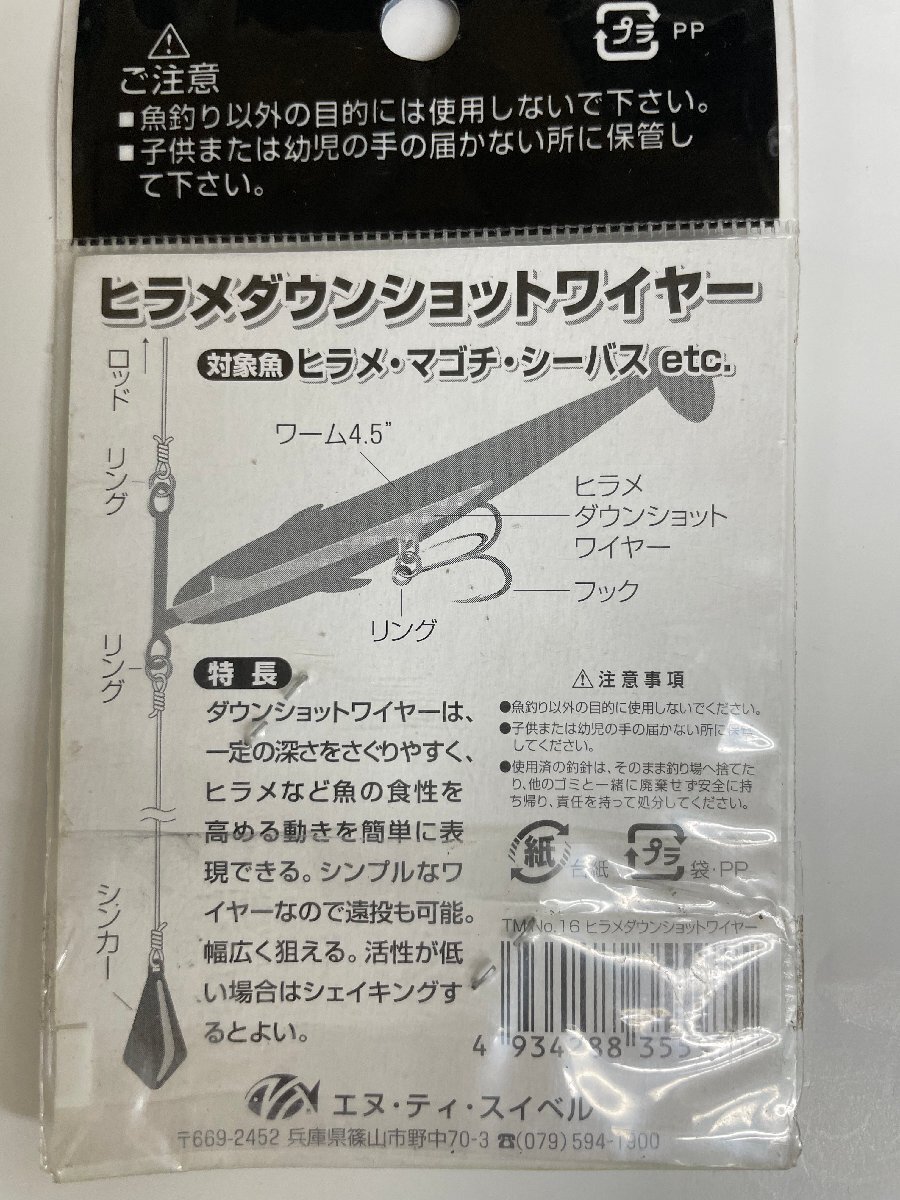 プラ PP
ご注意
■魚釣り以外の目的には使用しないで下さい。
■子供または幼児の手の届かない所に保管し
て下さい。
ヒラメダウンショットワイヤー
対象魚 ヒラメ・マゴチ・シーバス etc.
ロッド
リング
ワーム4.5”
ヒラメ
ダウンショット
ワイヤー
フック
リング
リング
シンカー
特長
ダウンショットワイヤーは、
一定の深さをさぐりやすく、
ヒラメなど魚の食性を
高める動きを簡単に表
現できる。シンプルなワ
イヤーなので遠投も可能。
幅広く狙える。活性が低
い場合はシェイキングす
るとよい。
注意事項
●魚釣り以外の目的に使用しないでください。
●子供または幼児の手の届かない所に保管
してください。
●使用済の釣針は、そのまま釣り場へ捨てた
り、他のゴミと一緒に廃棄せず安全に持
ち帰り、責任を持って処分してください。
紙 台紙 プラ 袋・PP
TM No.16 ヒラメダウンショットワイヤー
4 934288 355
エヌ・ティ・スイベル
〒669-2452 兵庫県篠山市野中70-3 ☎(079)594-1300